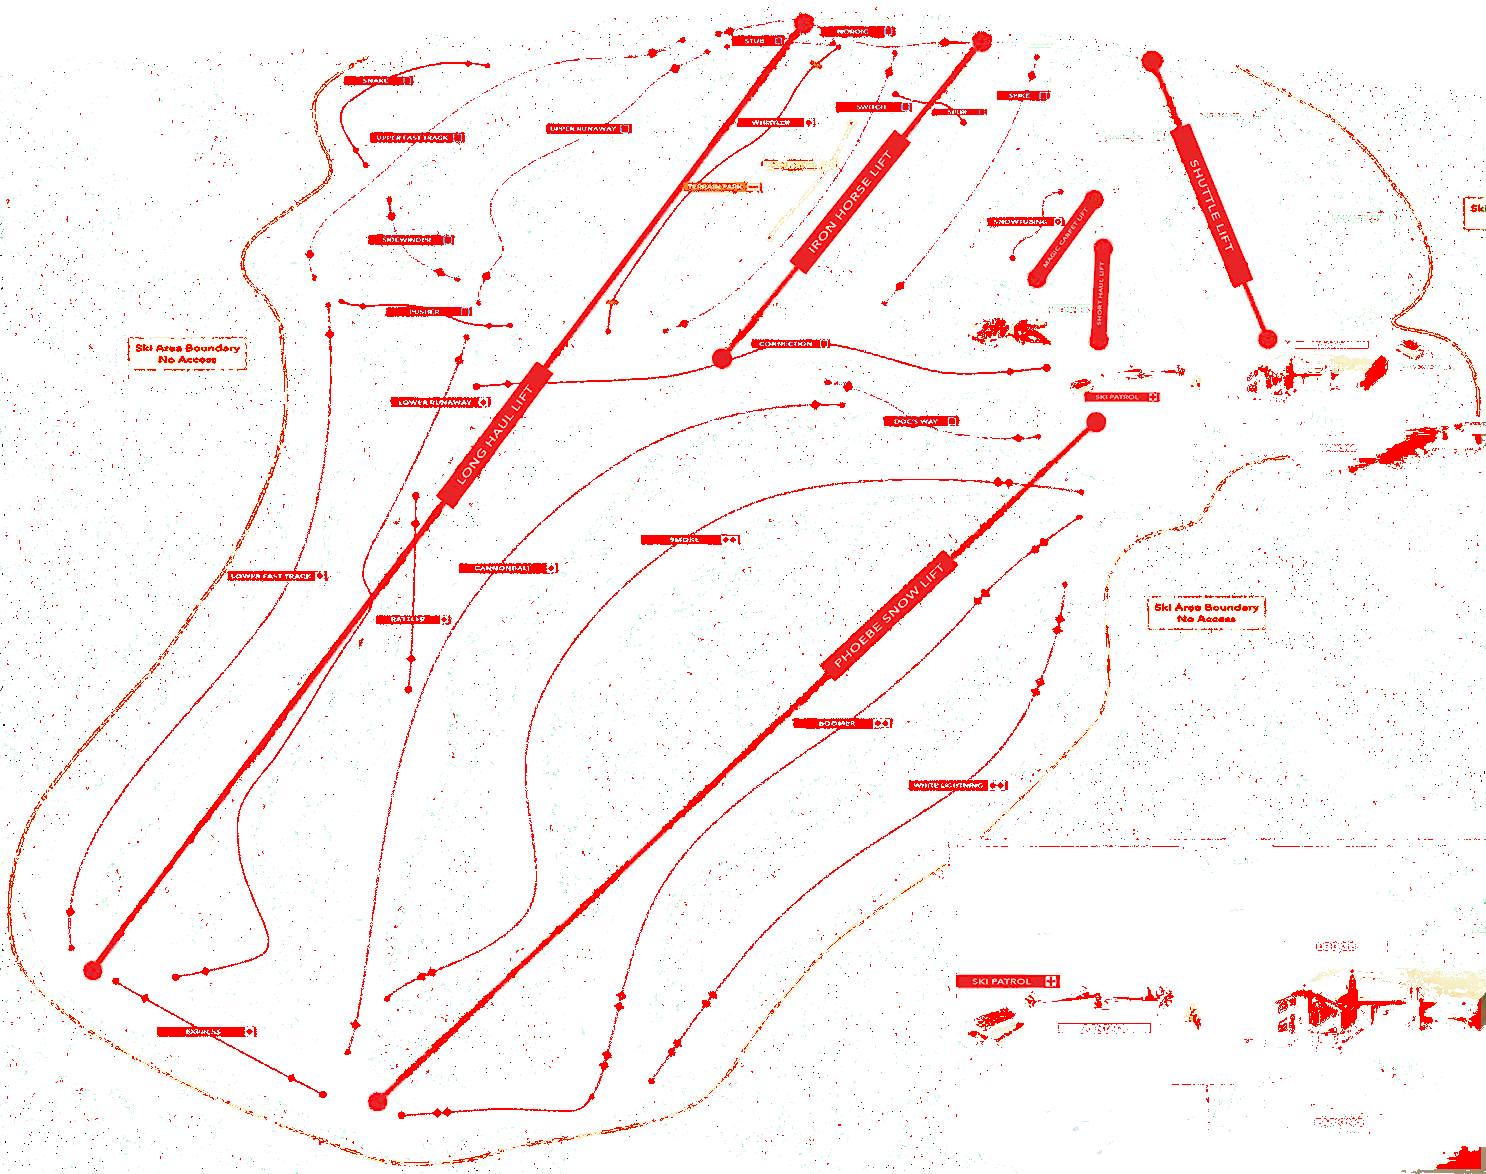 NORDIC
STUB
SNAKE
SPIKE
SWITCH
SPUR
WHISTLER
UPPER RUNAWAY
UPPER FAST TRACK
TERRAIN PARK
IRON HORSE LIFT
SHUTTLE LIFT
SNOWTUBING
MAGIC CARPET LIFT
SIDEWINDER
SHORT HAUL LIFT
PUSHER
CONNECTION
Ski Area Boundary
No Access
Ski
LONG HAUL LIFT
LOWER RUNAWAY
SKI PATROL
DOC'S WAY
SMOKE
CANNONBALL
LOWER FAST TRACK
RATTLER
PHOEBE SNOW LIFT
Ski Area Boundary
No Access
BOOMER
WHITE LIGHTNING
SKI PATROL
EXPRESS